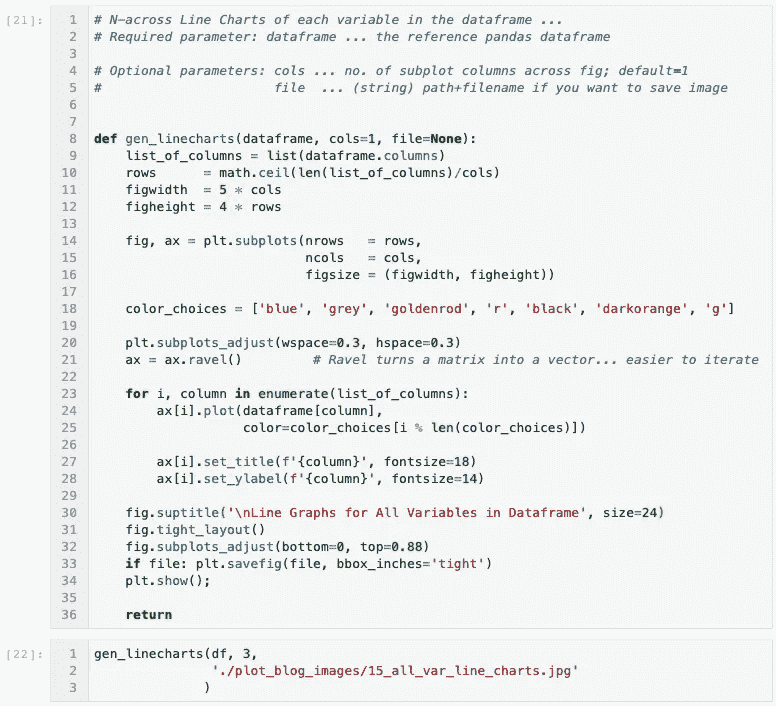 [21]:
1 # N-across Line Charts of each variable in the dataframe ...
2 # Required parameter: dataframe ... the reference pandas dataframe
3
4 # Optional parameters: cols ... no. of subplot columns across fig; default=1
5 #                      file  ... (string) path+filename if you want to save image
6
7
8 def gen_linecharts(dataframe, cols=1, file=None):
9     list_of_columns = list(dataframe.columns)
10     rows      = math.ceil(len(list_of_columns)/cols)
11     figwidth  = 5 * cols
12     figheight = 4 * rows
13
14     fig, ax = plt.subplots(nrows   = rows,
15                            ncols   = cols,
16                            figsize = (figwidth, figheight))
17
18     color_choices = ['blue', 'grey', 'goldenrod', 'r', 'black', 'darkorange', 'g']
19
20     plt.subplots_adjust(wspace=0.3, hspace=0.3)
21     ax = ax.ravel()         # Ravel turns a matrix into a vector... easier to iterate
22
23     for i, column in enumerate(list_of_columns):
24         ax[i].plot(dataframe[column],
25                    color=color_choices[i % len(color_choices)])
26
27         ax[i].set_title(f'{column}', fontsize=18)
28         ax[i].set_ylabel(f'{column}', fontsize=14)
29
30     fig.suptitle('\nLine Graphs for All Variables in Dataframe', size=24)
31     fig.tight_layout()
32     fig.subplots_adjust(bottom=0, top=0.88)
33     if file: plt.savefig(file, bbox_inches='tight')
34     plt.show();
35
36     return
[22]:
1 gen_linecharts(df, 3,
2                './plot_blog_images/15_all_var_line_charts.jpg'
3               )